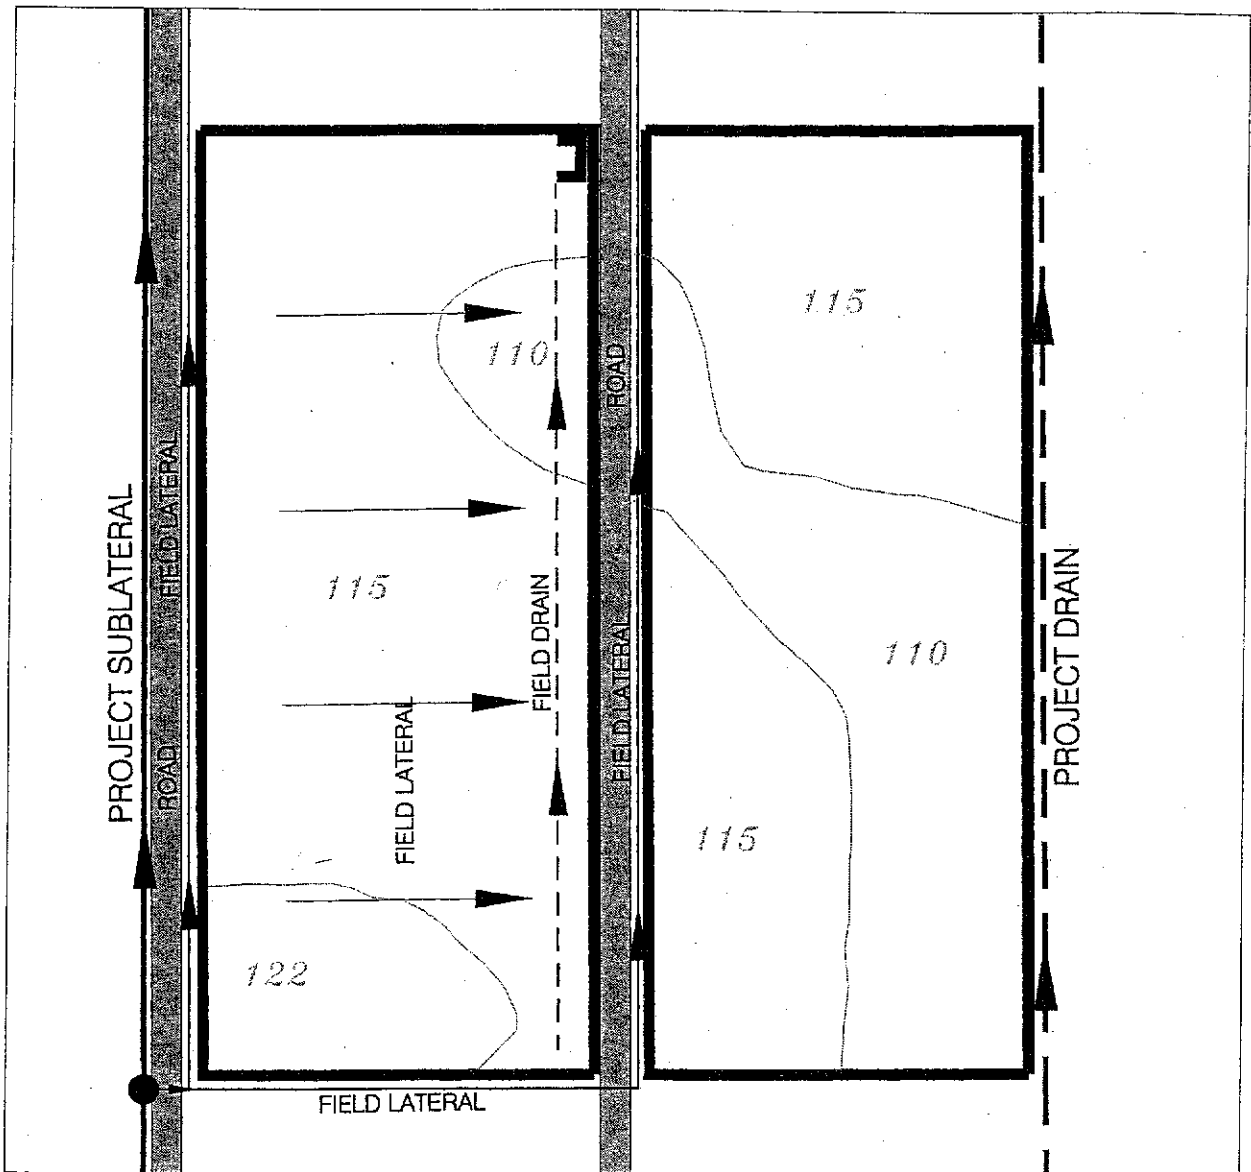 PROJECT SUBLATERAL
ROAD
FIELD LATERAL
110
115
FIELD LATERAL
FIELD DRAIN
122
FIELD LATERAL
FIELD LATERAL
ROAD
115
110
115
PROJECT DRAIN